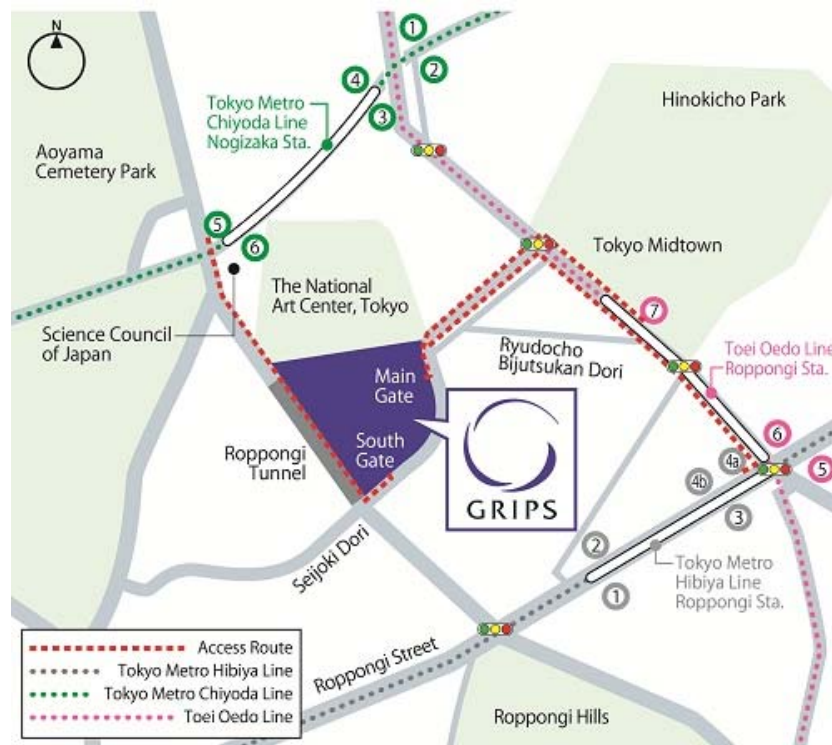 N
1
2
4
3
Tokyo Metro
Chiyoda Line
Nogizaka Sta.
Hinokicho Park
Aoyama
Cemetery Park
5
6
Tokyo Midtown
The National
Art Center, Tokyo
Science Council
of Japan
7
Ryudocho
Bijutsukan Dori
Toei Oedo Line
Roppongi Sta.
Main
Gate
South
Gate
Roppongi
Tunnel
GRIPS
6
5
4a
4b
3
2
1
Tokyo Metro
Hibiya Line
Roppongi Sta.
Seijoki Dori
Roppongi Street
Roppongi Hills
Access Route
Tokyo Metro Hibiya Line
Tokyo Metro Chiyoda Line
Toei Oedo Line